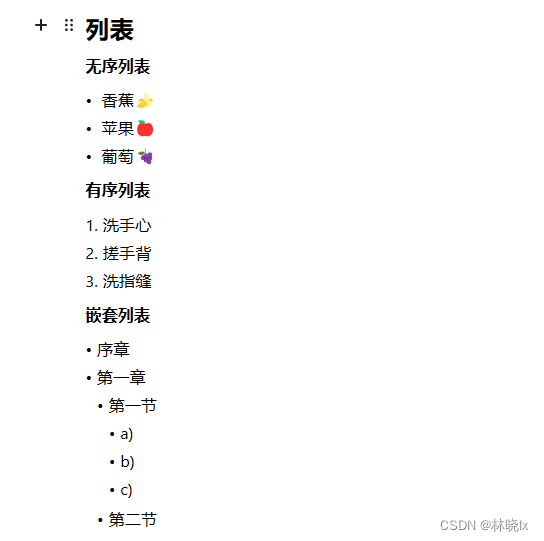 列表
无序列表
• 香蕉🍌
• 苹果🍎
• 葡萄🍇
有序列表
1. 洗手心
2. 搓手背
3. 洗指缝
嵌套列表
• 序章
• 第一章
• 第一节
• a)
• b)
• c)
• 第二节
CSDN @林晓lx